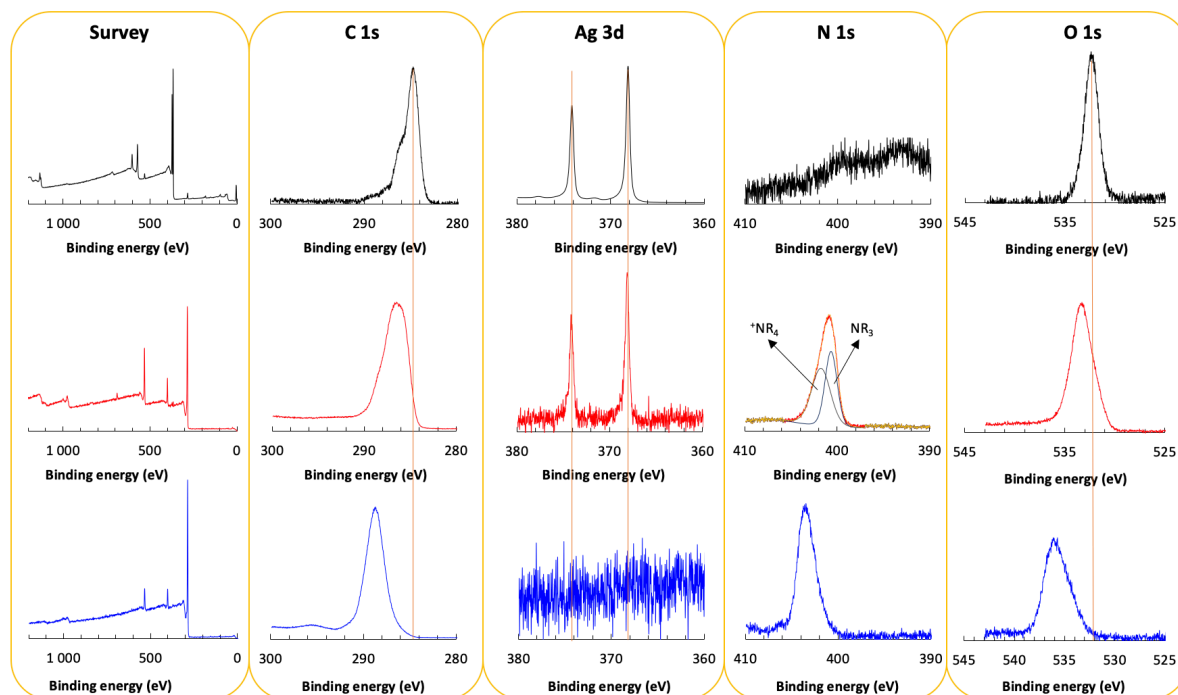 Survey
C 1s
Ag 3d
N 1s
O 1s
1 000 500 0
300 290 280
380 370 360
410 400 390
545 535 525
Binding energy (eV)
Binding energy (eV)
Binding energy (eV)
Binding energy (eV)
Binding energy (eV)
+NR4
NR3
1 000 500 0
300 290 280
380 370 360
410 400 390
545 535 525
Binding energy (eV)
Binding energy (eV)
Binding energy (eV)
Binding energy (eV)
Binding energy (eV)
1 000 500 0
300 290 280
380 370 360
410 400 390
545 540 530 525
Binding energy (eV)
Binding energy (eV)
Binding energy (eV)
Binding energy (eV)
Binding energy (eV)